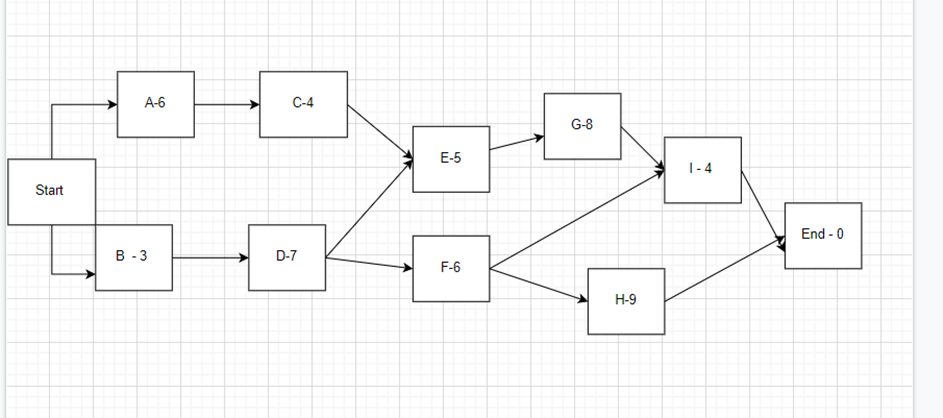 A-6
C-4
G-8
E-5
I - 4
Start
End - 0
B - 3
D-7
F-6
H-9